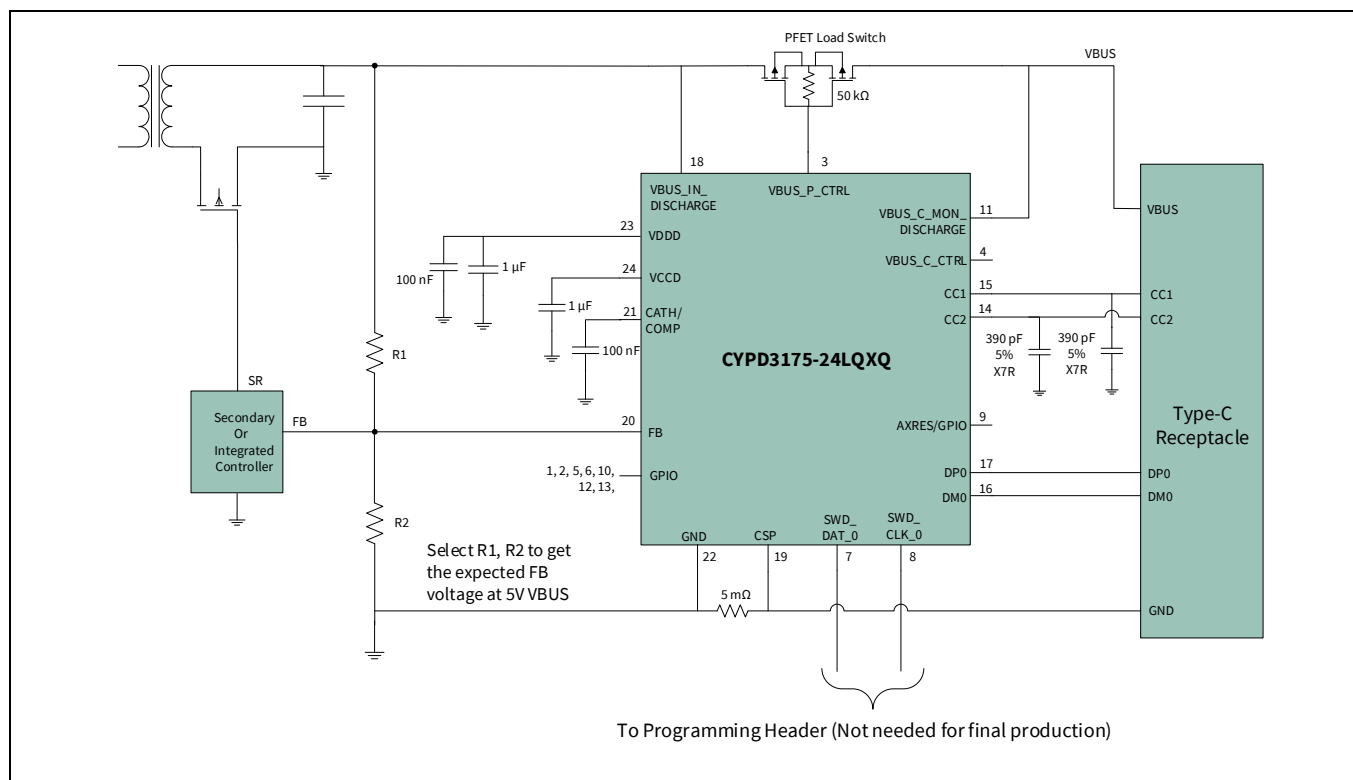 PFET Load Switch
VBUS
50 kΩ
18
3
VBUS_IN_
DISCHARGE
VBUS_P_CTRL
VBUS_C_MON_
DISCHARGE
11
VBUS
23
VDDD
100 nF
1 µF
VBUS_C_CTRL
4
24
VCCD
1 µF
CC1
15
CC1
21
CATH/
COMP
100 nF
CC2
14
CC2
390 pF
5%
X7R
390 pF
5%
X7R
CYPD3175-24LQXQ
R1
SR
Secondary
Or
Integrated
Controller
FB
20
FB
AXRES/GPIO
9
Type-C
Receptacle
1, 2, 5, 6, 10,
12, 13,
GPIO
DP0
17
DP0
DM0
16
DM0
R2
GND
CSP
SWD_
DAT_0
SWD_
CLK_0
22
19
7
8
Select R1, R2 to get
the expected FB
voltage at 5V VBUS
5 mΩ
GND
To Programming Header (Not needed for final production)